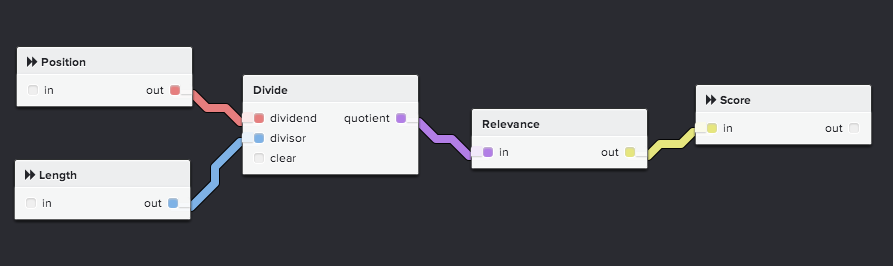 Position
in out
Length
in out
Divide
dividend quotient
divisor
clear
Relevance
in out
Score
in out